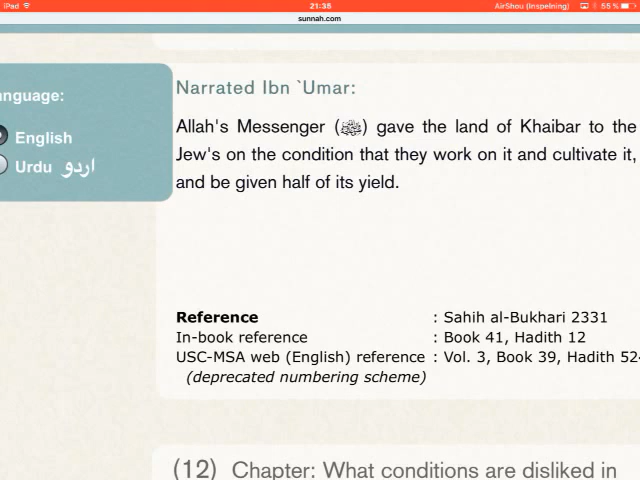 iPad 21:35 AirShou (Inspelning) 55 %
sunnah.com
Narrated Ibn `Umar:
anguage:
Allah's Messenger (ﷺ) gave the land of Khaibar to the
English
Jew's on the condition that they work on it and cultivate it,
Urdu اردو
and be given half of its yield.
Reference : Sahih al-Bukhari 2331
In-book reference : Book 41, Hadith 12
USC-MSA web (English) reference : Vol. 3, Book 39, Hadith
(deprecated numbering scheme)
(12) Chapter: What conditions are disliked in